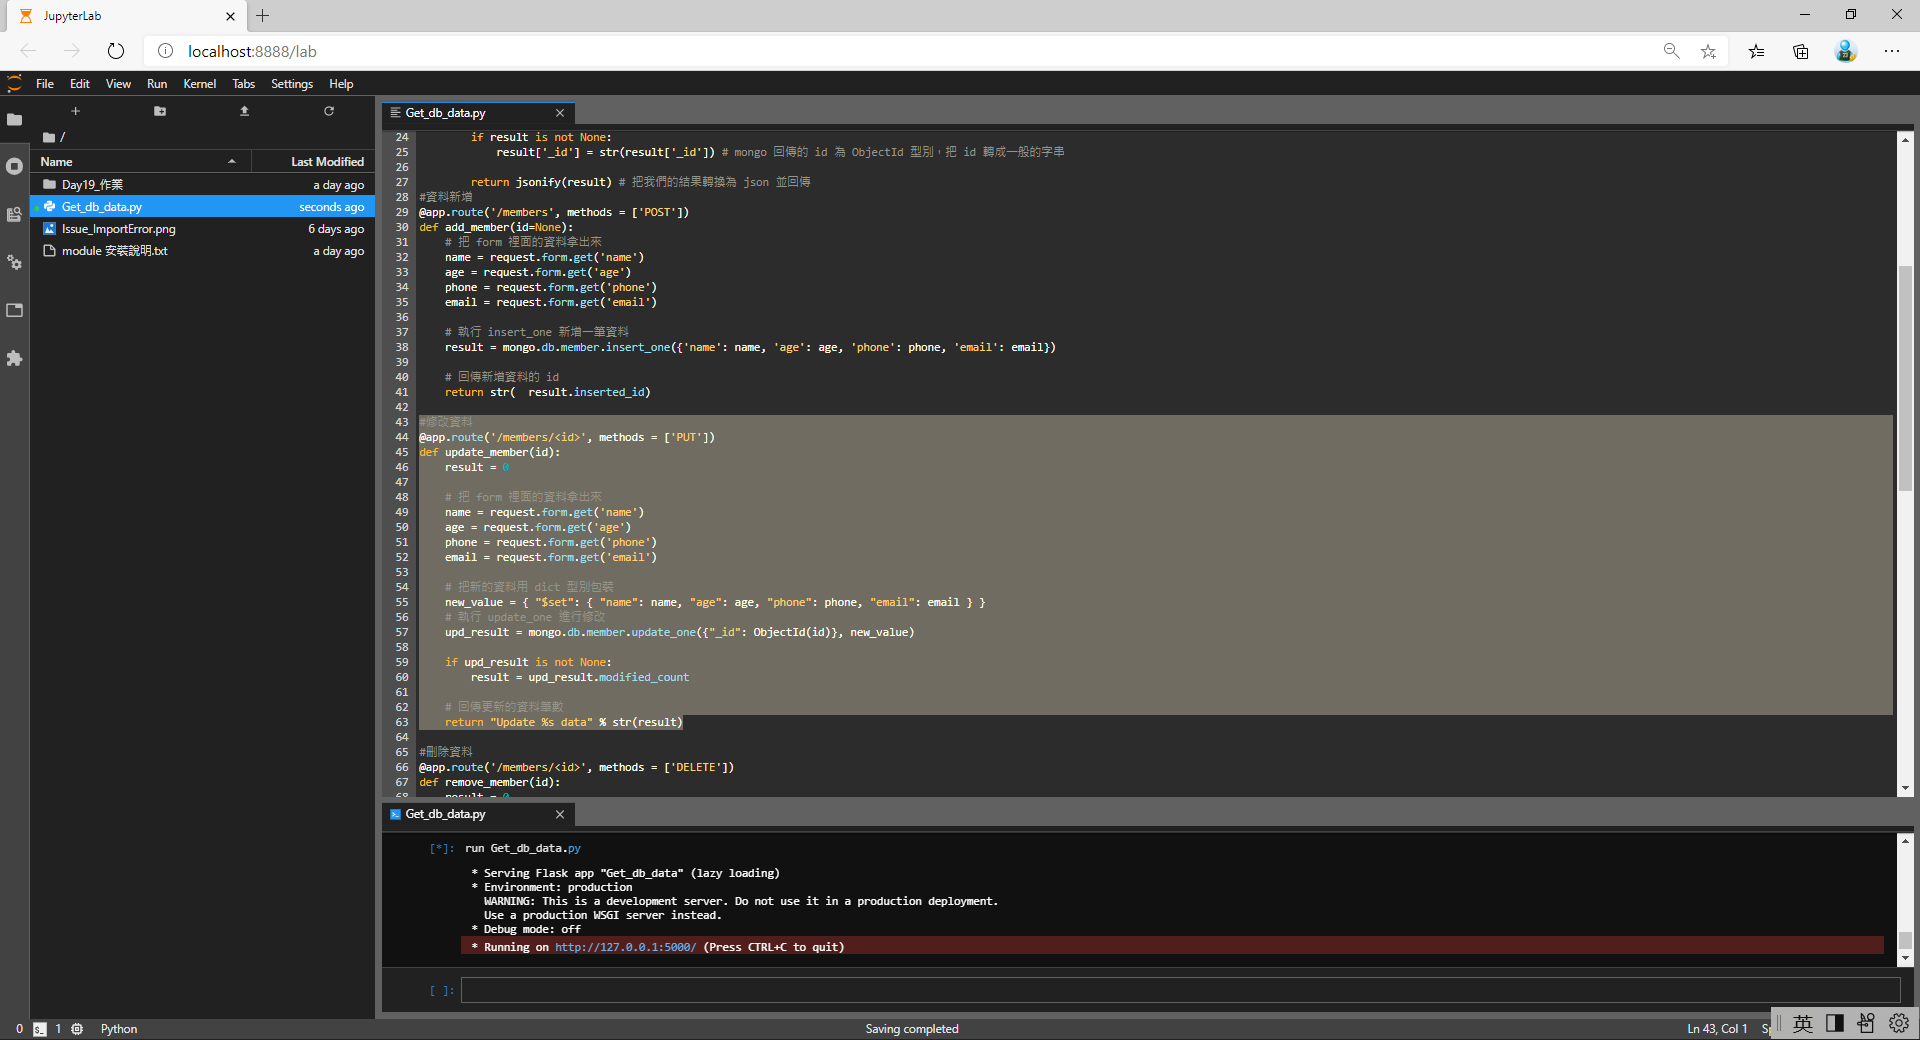 JupyterLab
localhost:8888/lab
File Edit View Run Kernel Tabs Settings Help
/
Name Last Modified
Day19_作業 a day ago
Get_db_data.py seconds ago
Issue_ImportError.png 6 days ago
module 安裝說明.txt a day ago
Get_db_data.py
24 if result is not None:
25 result['_id'] = str(result['_id']) # mongo 回傳的 id 為 ObjectId 型別，把 id 轉成一般的字串
26
27 return jsonify(result) # 把我們的結果轉換為 json 並回傳
28 #資料新增
29 @app.route('/members', methods = ['POST'])
30 def add_member(id=None):
31 # 把 form 裡面的資料拿出來
32 name = request.form.get('name')
33 age = request.form.get('age')
34 phone = request.form.get('phone')
35 email = request.form.get('email')
36
37 # 執行 insert_one 新增一筆資料
38 result = mongo.db.member.insert_one({'name': name, 'age': age, 'phone': phone, 'email': email})
39
40 # 回傳新增資料的 id
41 return str(  result.inserted_id)
42
43 #修改資料
44 @app.route('/members/<id>', methods = ['PUT'])
45 def update_member(id):
46 result = 0
47
48 # 把 form 裡面的資料拿出來
49 name = request.form.get('name')
50 age = request.form.get('age')
51 phone = request.form.get('phone')
52 email = request.form.get('email')
53
54 # 把新的資料用 dict 型別包裝
55 new_value = { "$set": { "name": name, "age": age, "phone": phone, "email": email } }
56 # 執行 update_one 進行修改
57 upd_result = mongo.db.member.update_one({"_id": ObjectId(id)}, new_value)
58
59 if upd_result is not None:
60 result = upd_result.modified_count
61
62 # 回傳更新的資料筆數
63 return "Update %s data" % str(result)
64
65 #刪除資料
66 @app.route('/members/<id>', methods = ['DELETE'])
67 def remove_member(id):
68 result = 0
Get_db_data.py
[*]: run Get_db_data.py
* Serving Flask app "Get_db_data" (lazy loading)
* Environment: production
WARNING: This is a development server. Do not use it in a production deployment.
Use a production WSGI server instead.
* Debug mode: off
* Running on http://127.0.0.1:5000/ (Press CTRL+C to quit)
[ ]:
0 1 Python Saving completed Ln 43, Col 1 Sp 英